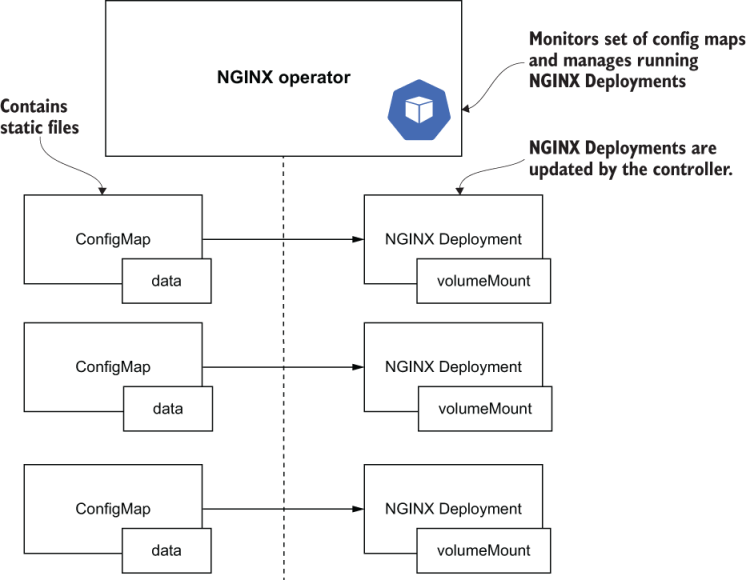 NGINX operator
Monitors set of config maps
and manages running
NGINX Deployments
Contains
static files
NGINX Deployments are
updated by the controller.
ConfigMap
data
NGINX Deployment
volumeMount
ConfigMap
data
NGINX Deployment
volumeMount
ConfigMap
data
NGINX Deployment
volumeMount